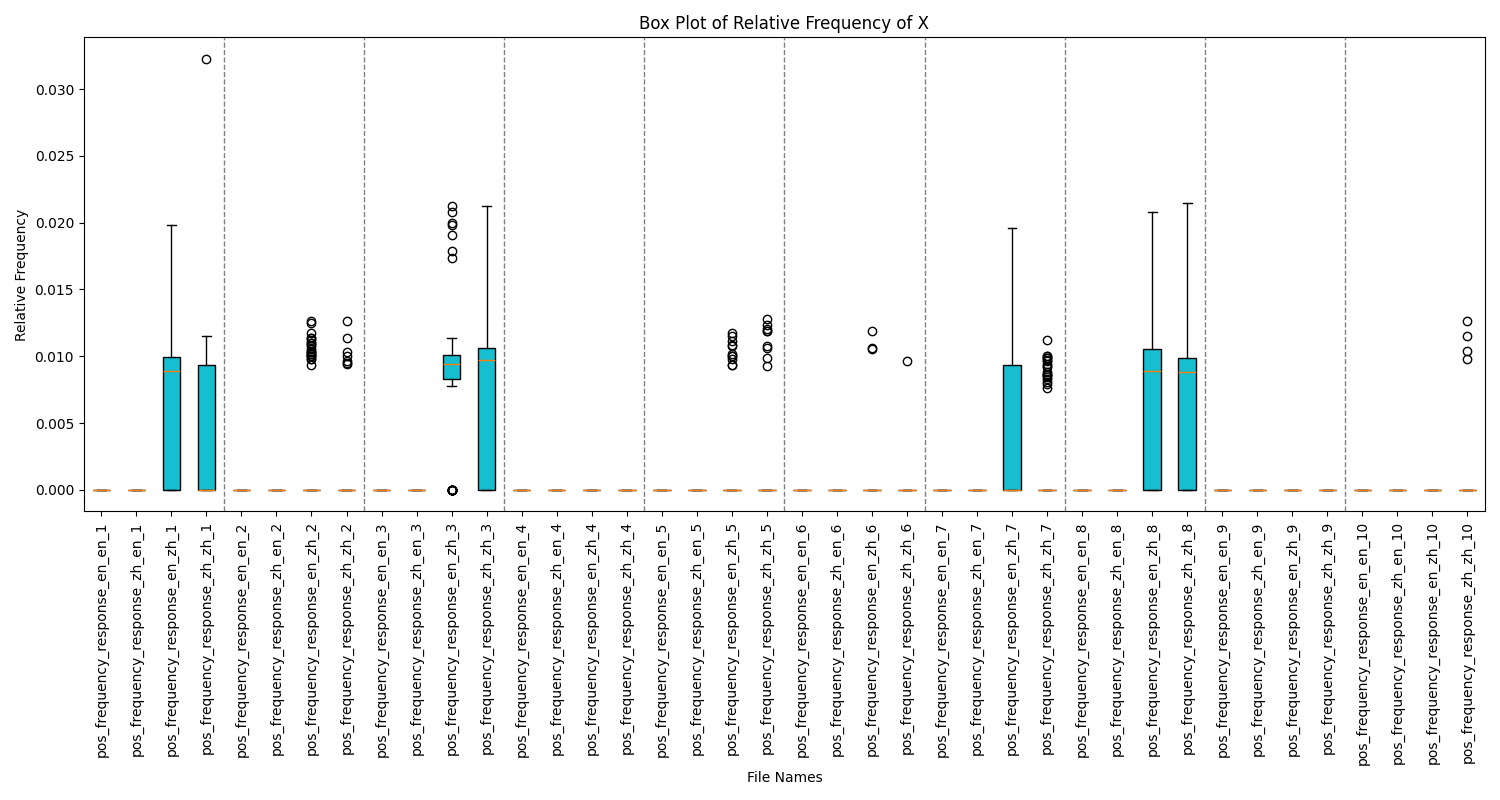 Box Plot of Relative Frequency of X
Relative Frequency
0.030
0.025
0.020
0.015
0.010
0.005
0.000
pos_frequency_response_en_en_1
pos_frequency_response_zh_en_1
pos_frequency_response_en_zh_1
pos_frequency_response_zh_zh_1
pos_frequency_response_en_en_2
pos_frequency_response_zh_en_2
pos_frequency_response_en_zh_2
pos_frequency_response_zh_zh_2
pos_frequency_response_en_en_3
pos_frequency_response_zh_en_3
pos_frequency_response_en_zh_3
pos_frequency_response_zh_zh_3
pos_frequency_response_en_en_4
pos_frequency_response_zh_en_4
pos_frequency_response_en_zh_4
pos_frequency_response_zh_zh_4
pos_frequency_response_en_en_5
pos_frequency_response_zh_en_5
pos_frequency_response_en_zh_5
pos_frequency_response_zh_zh_5
pos_frequency_response_en_en_6
pos_frequency_response_zh_en_6
pos_frequency_response_en_zh_6
pos_frequency_response_zh_zh_6
pos_frequency_response_en_en_7
pos_frequency_response_zh_en_7
pos_frequency_response_en_zh_7
pos_frequency_response_zh_zh_7
pos_frequency_response_en_en_8
pos_frequency_response_zh_en_8
pos_frequency_response_en_zh_8
pos_frequency_response_zh_zh_8
pos_frequency_response_en_en_9
pos_frequency_response_zh_en_9
pos_frequency_response_en_zh_9
pos_frequency_response_zh_zh_9
pos_frequency_response_en_en_10
pos_frequency_response_zh_en_10
pos_frequency_response_en_zh_10
pos_frequency_response_zh_zh_10
File Names